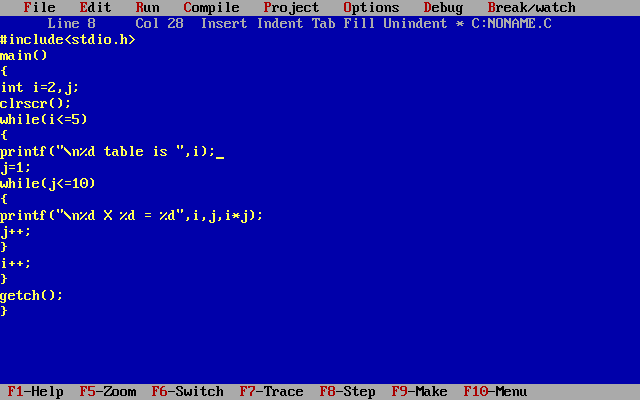 File Edit Run Compile Project Options Debug Break/watch
Line 8 Col 28 Insert Indent Tab Fill Unindent * C:NONAME.C
#include<stdio.h>
main()
{
int i=2,j;
clrscr();
while(i<=5)
{
printf("\n%d table is ",i);_
j=1;
while(j<=10)
{
printf("\n%d X %d = %d",i,j,i*j);
j++;
}
i++;
}
getch();
}
F1-Help F5-Zoom F6-Switch F7-Trace F8-Step F9-Make F10-Menu